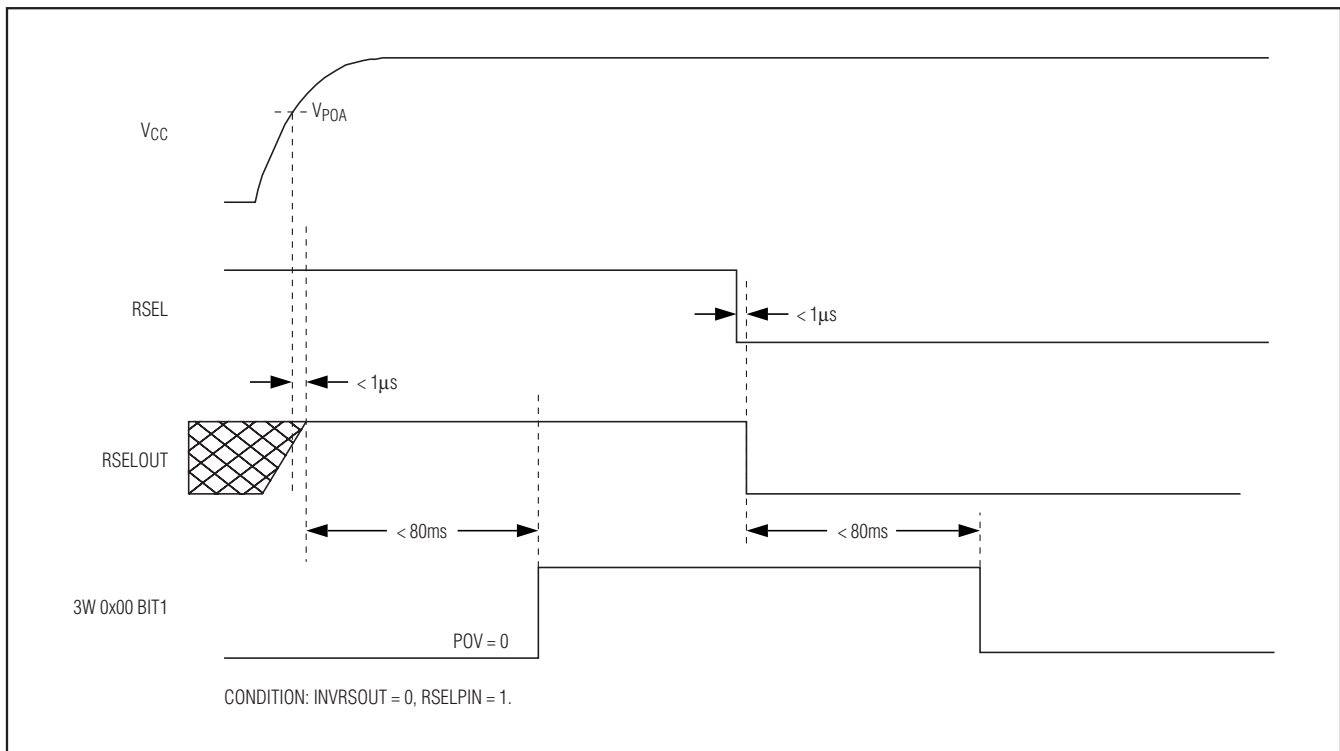 V_CC
V_POA
RSEL
< 1μs
< 1μs
RSELOUT
< 80ms
< 80ms
3W 0x00 BIT1
POV = 0
CONDITION: INVRSOUT = 0, RSELPIN = 1.